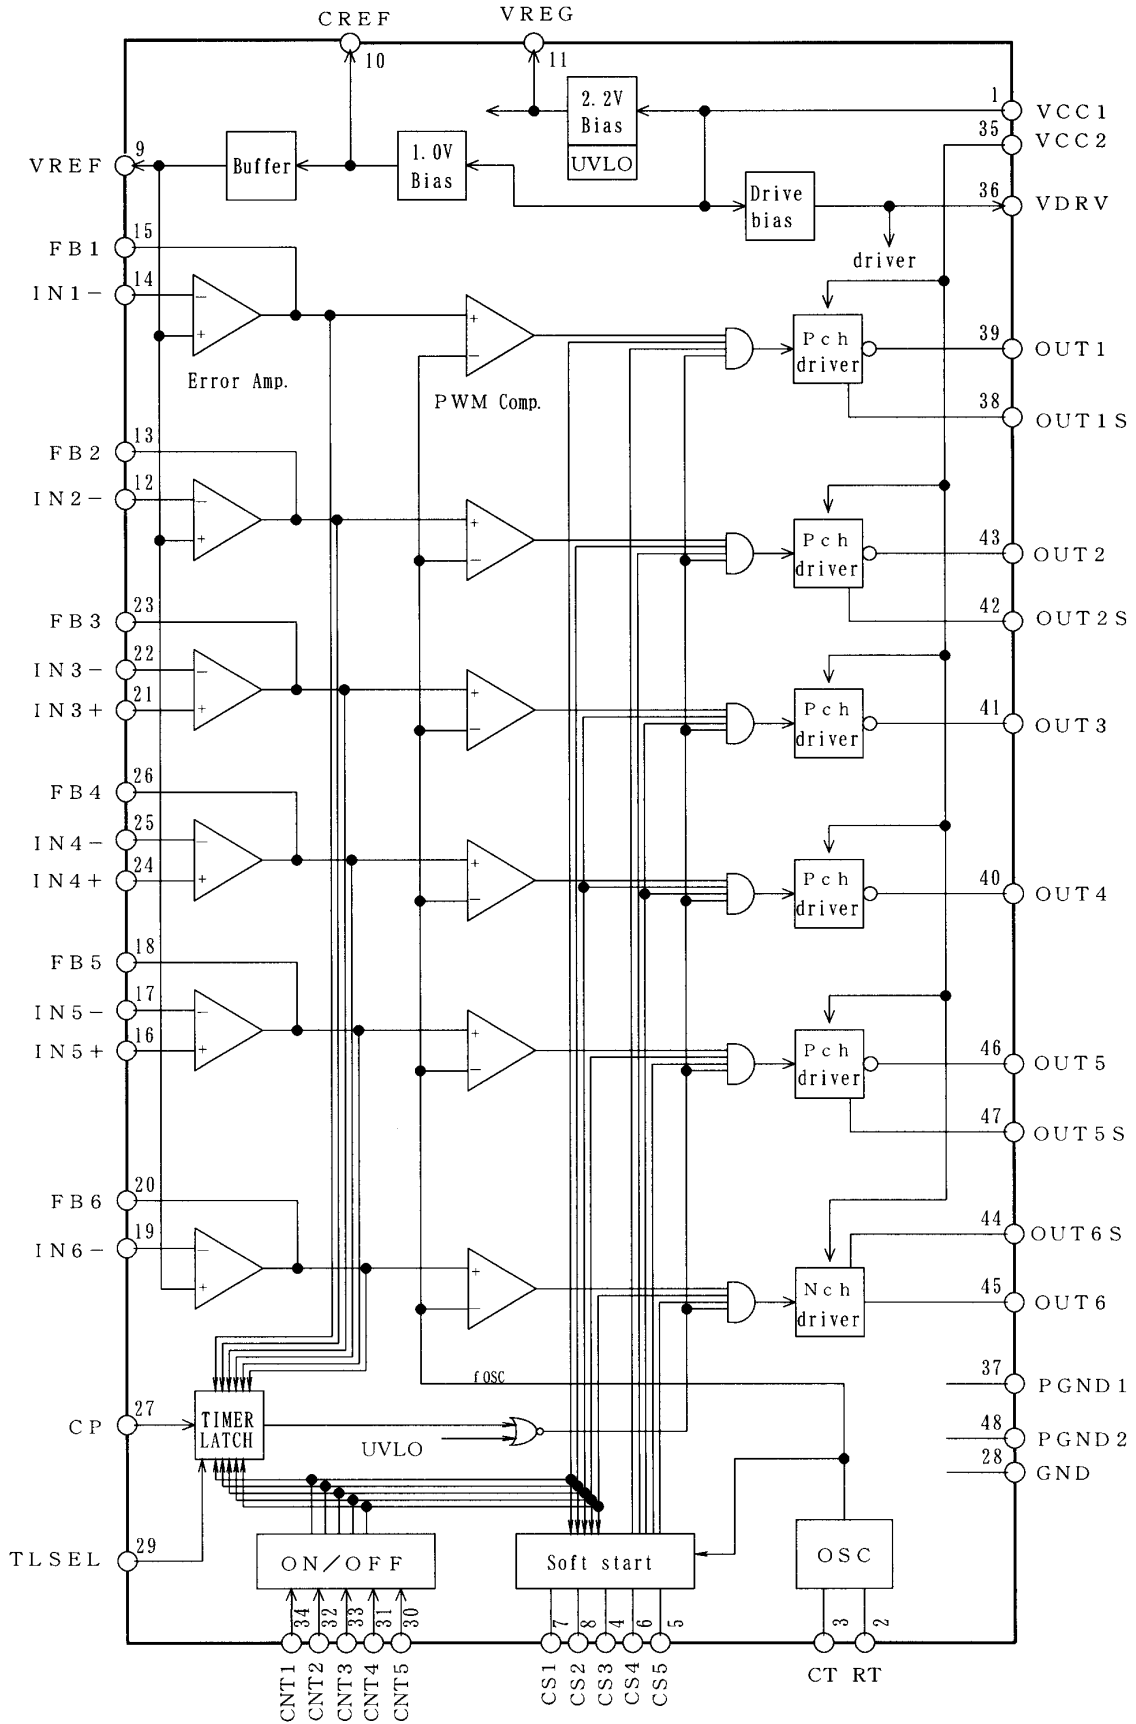 CREF
VREG
10
11
2.2V
Bias
UVLO
1
VCC1
35
VCC2
9
VREF
Buffer
1.0V
Bias
Drive
bias
36
VDRV
driver
15
FB1
14
IN1-
-
+
Error Amp.
+
-
PWM Comp.
Pch
driver
39
OUT1
38
OUT1S
13
FB2
12
IN2-
-
+
+
-
Pch
driver
43
OUT2
42
OUT2S
23
FB3
22
IN3-
21
IN3+
-
+
+
-
Pch
driver
41
OUT3
26
FB4
25
IN4-
24
IN4+
-
+
+
-
Pch
driver
40
OUT4
18
FB5
17
IN5-
16
IN5+
-
+
+
-
Pch
driver
46
OUT5
47
OUT5S
20
FB6
19
IN6-
-
+
+
-
Nch
driver
44
OUT6S
45
OUT6
fOSC
37
PGND1
27
CP
TIMER
LATCH
UVLO
48
PGND2
28
GND
29
TLSEL
ON/OFF
Soft start
OSC
34
32
33
31
30
7
8
4
6
5
3
2
CNT1
CNT2
CNT3
CNT4
CNT5
CS1
CS2
CS3
CS4
CS5
CT
RT